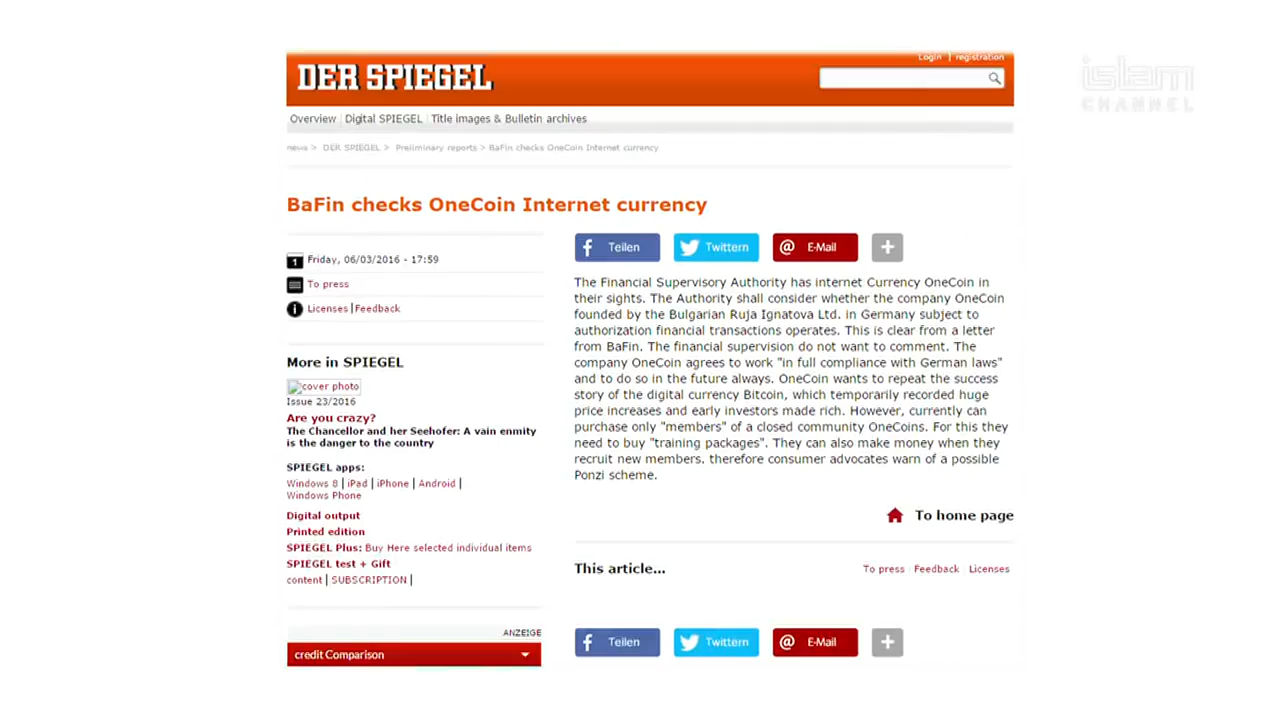 DER SPIEGEL
Login | registration
islam
CHANNEL
Overview | Digital SPIEGEL | Title images & Bulletin archives
news > DER SPIEGEL > Preliminary reports > BaFin checks OneCoin Internet currency
BaFin checks OneCoin Internet currency
1 Friday, 06/03/2016 - 17:59
To press
Licenses | Feedback
More in SPIEGEL
cover photo
Issue 23/2016
Are you crazy?
The Chancellor and her Seehofer: A vain enmity
is the danger to the country
SPIEGEL apps:
Windows 8 | iPad | iPhone | Android |
Windows Phone
Digital output
Printed edition
SPIEGEL Plus: Buy Here selected individual items
SPIEGEL test + Gift
content | SUBSCRIPTION |
ANZEIGE
credit Comparison
Teilen Twittern @ E-Mail +
The Financial Supervisory Authority has internet Currency OneCoin in
their sights. The Authority shall consider whether the company OneCoin
founded by the Bulgarian Ruja Ignatova Ltd. in Germany subject to
authorization financial transactions operates. This is clear from a letter
from BaFin. The financial supervision do not want to comment. The
company OneCoin agrees to work "in full compliance with German laws"
and to do so in the future always. OneCoin wants to repeat the success
story of the digital currency Bitcoin, which temporarily recorded huge
price increases and early investors made rich. However, currently can
purchase only "members" of a closed community OneCoins. For this they
need to buy "training packages". They can also make money when they
recruit new members. therefore consumer advocates warn of a possible
Ponzi scheme.
To home page
This article...
To press Feedback Licenses
Teilen Twittern @ E-Mail +